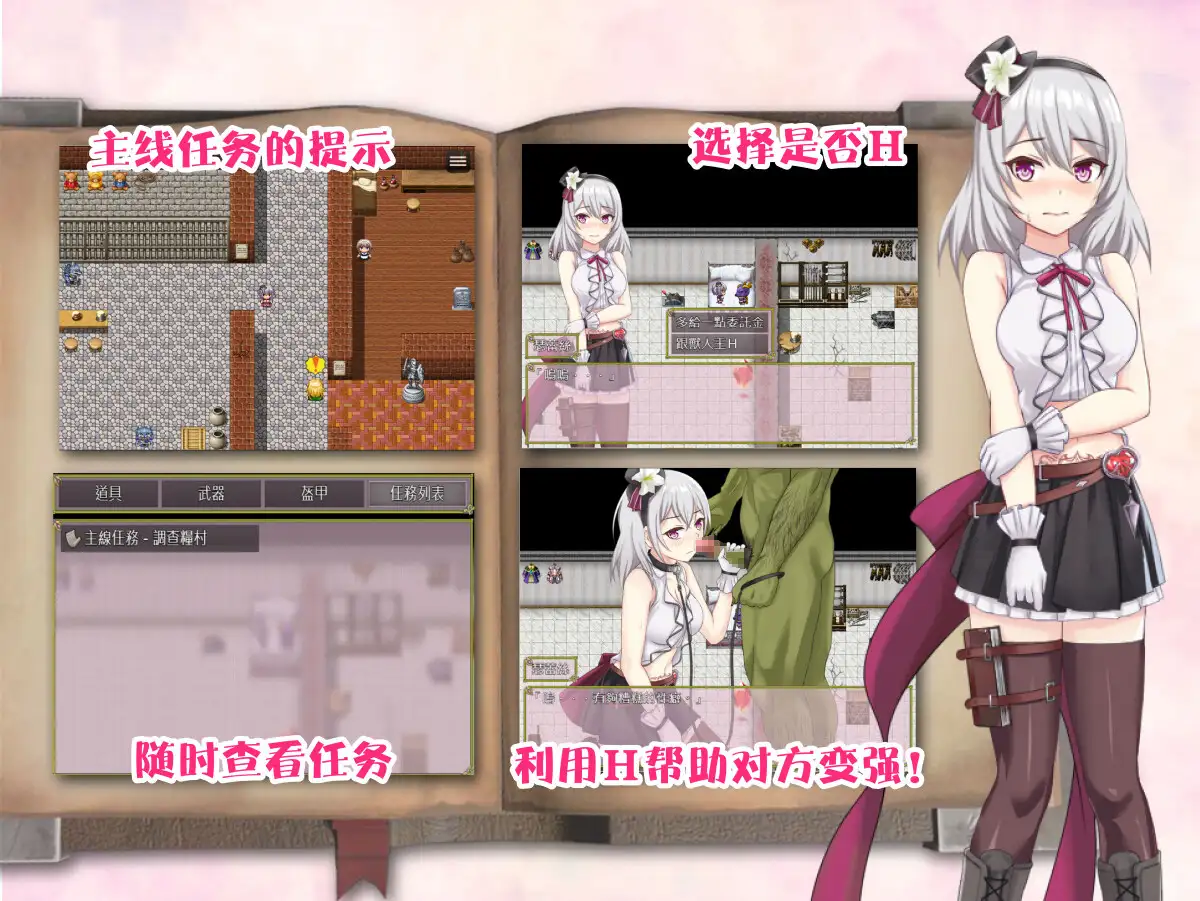 主线任务的提示
选择是否H
多給一點委託金
跟獸人主H
「嗚嗚・・・」
道具
武器
盔甲
任務列表
主線任務 - 調查糧村
随时查看任务
利用H帮助对方变强！